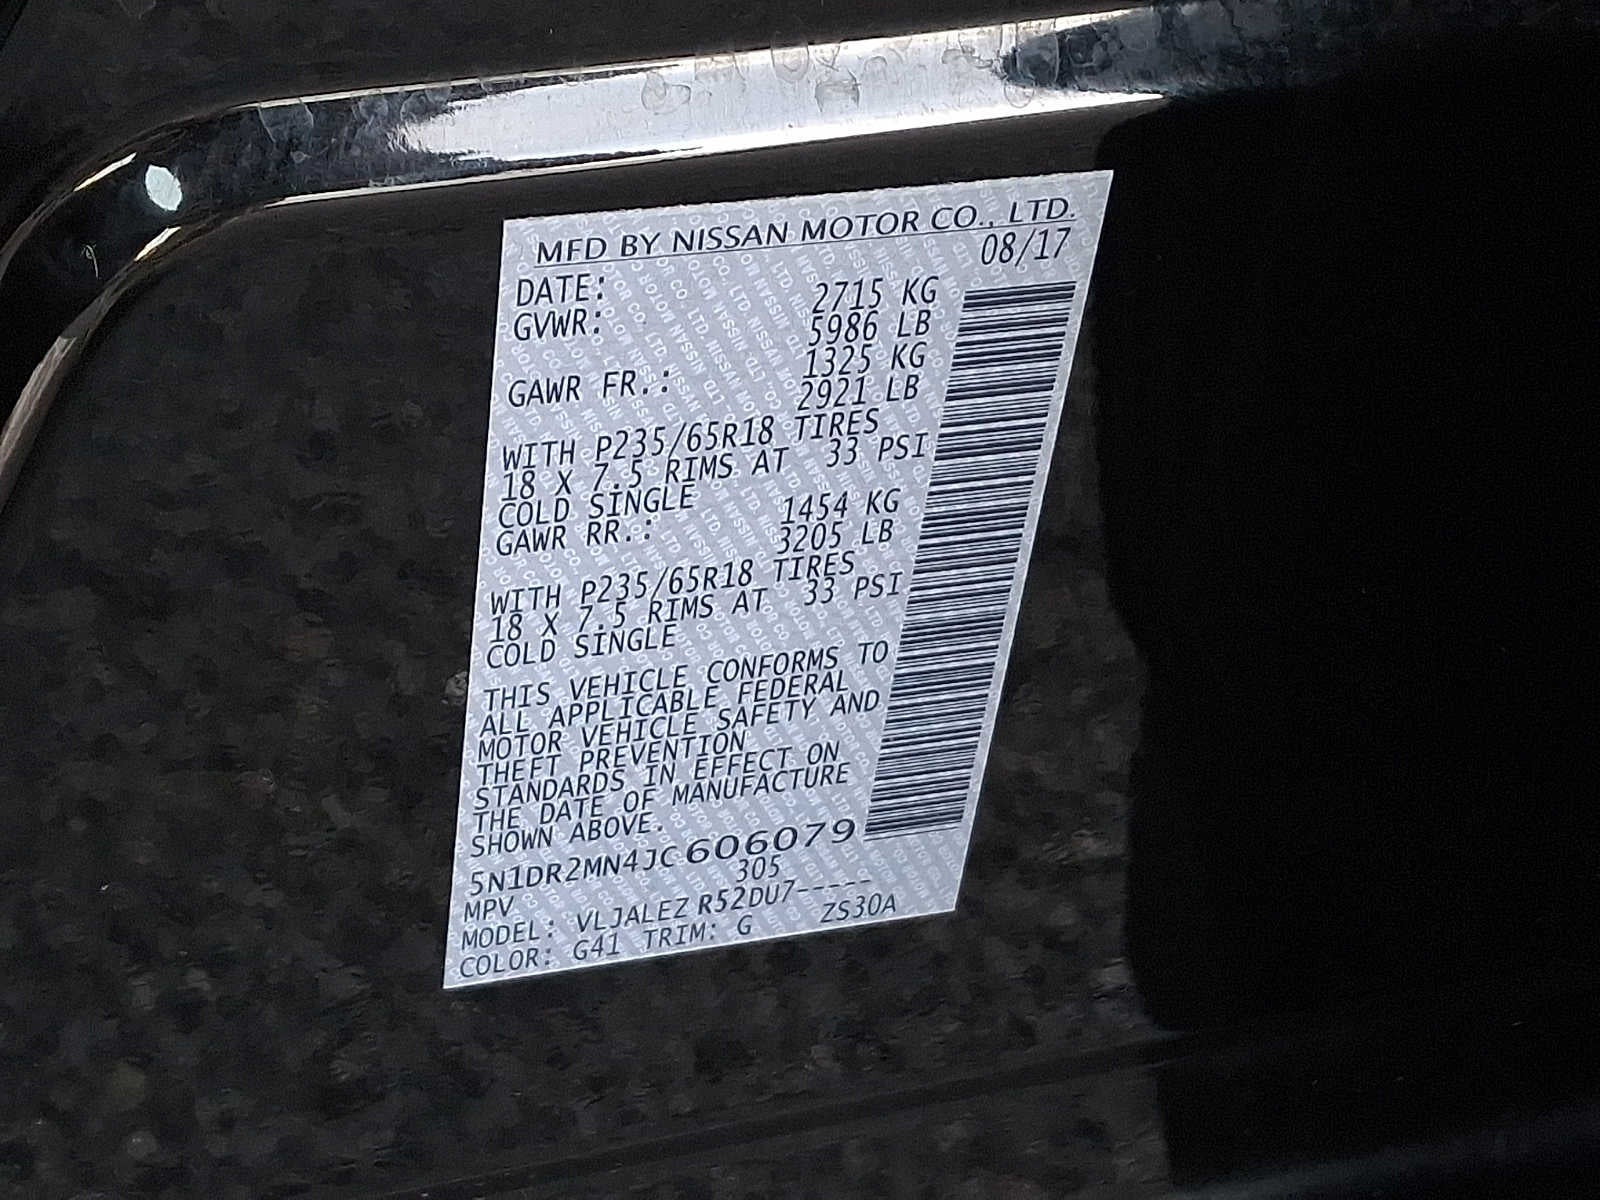 MFD BY NISSAN MOTOR CO., LTD.
DATE: 08/17
GVWR: 2715 KG
5986 LB
GAWR FR.: 1325 KG
2921 LB
WITH P235/65R18 TIRES
18 X 7.5 RIMS AT 33 PSI
COLD SINGLE
GAWR RR.: 1454 KG
3205 LB
WITH P235/65R18 TIRES
18 X 7.5 RIMS AT 33 PSI
COLD SINGLE
THIS VEHICLE CONFORMS TO
ALL APPLICABLE FEDERAL
MOTOR VEHICLE SAFETY AND
THEFT PREVENTION
STANDARDS IN EFFECT ON
THE DATE OF MANUFACTURE
SHOWN ABOVE.
5N1DR2MN4JC606079
MPV 305
MODEL: VLJALEZ R52DU7-----
COLOR: G41 TRIM: G ZS30A